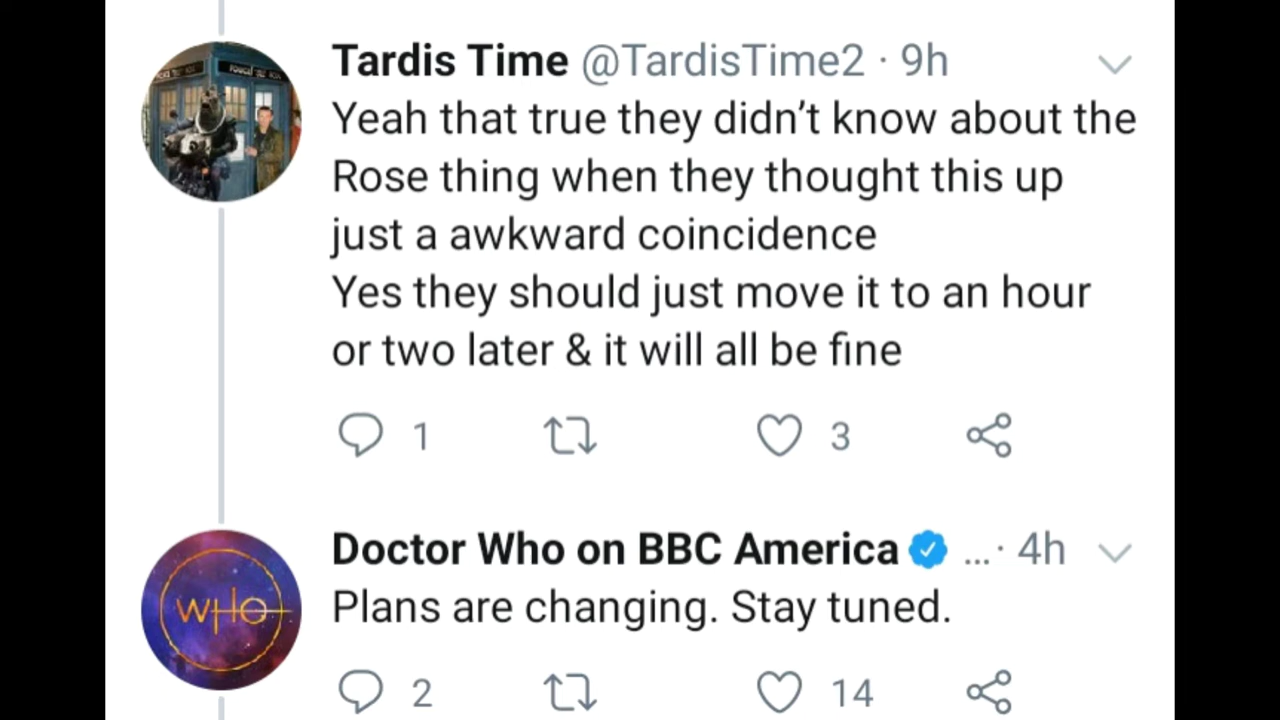 Tardis Time @TardisTime2 · 9h
Yeah that true they didn't know about the
Rose thing when they thought this up
just a awkward coincidence
Yes they should just move it to an hour
or two later & it will all be fine
1 3
Doctor Who on BBC America ...· 4h
WHO
Plans are changing. Stay tuned.
2 14